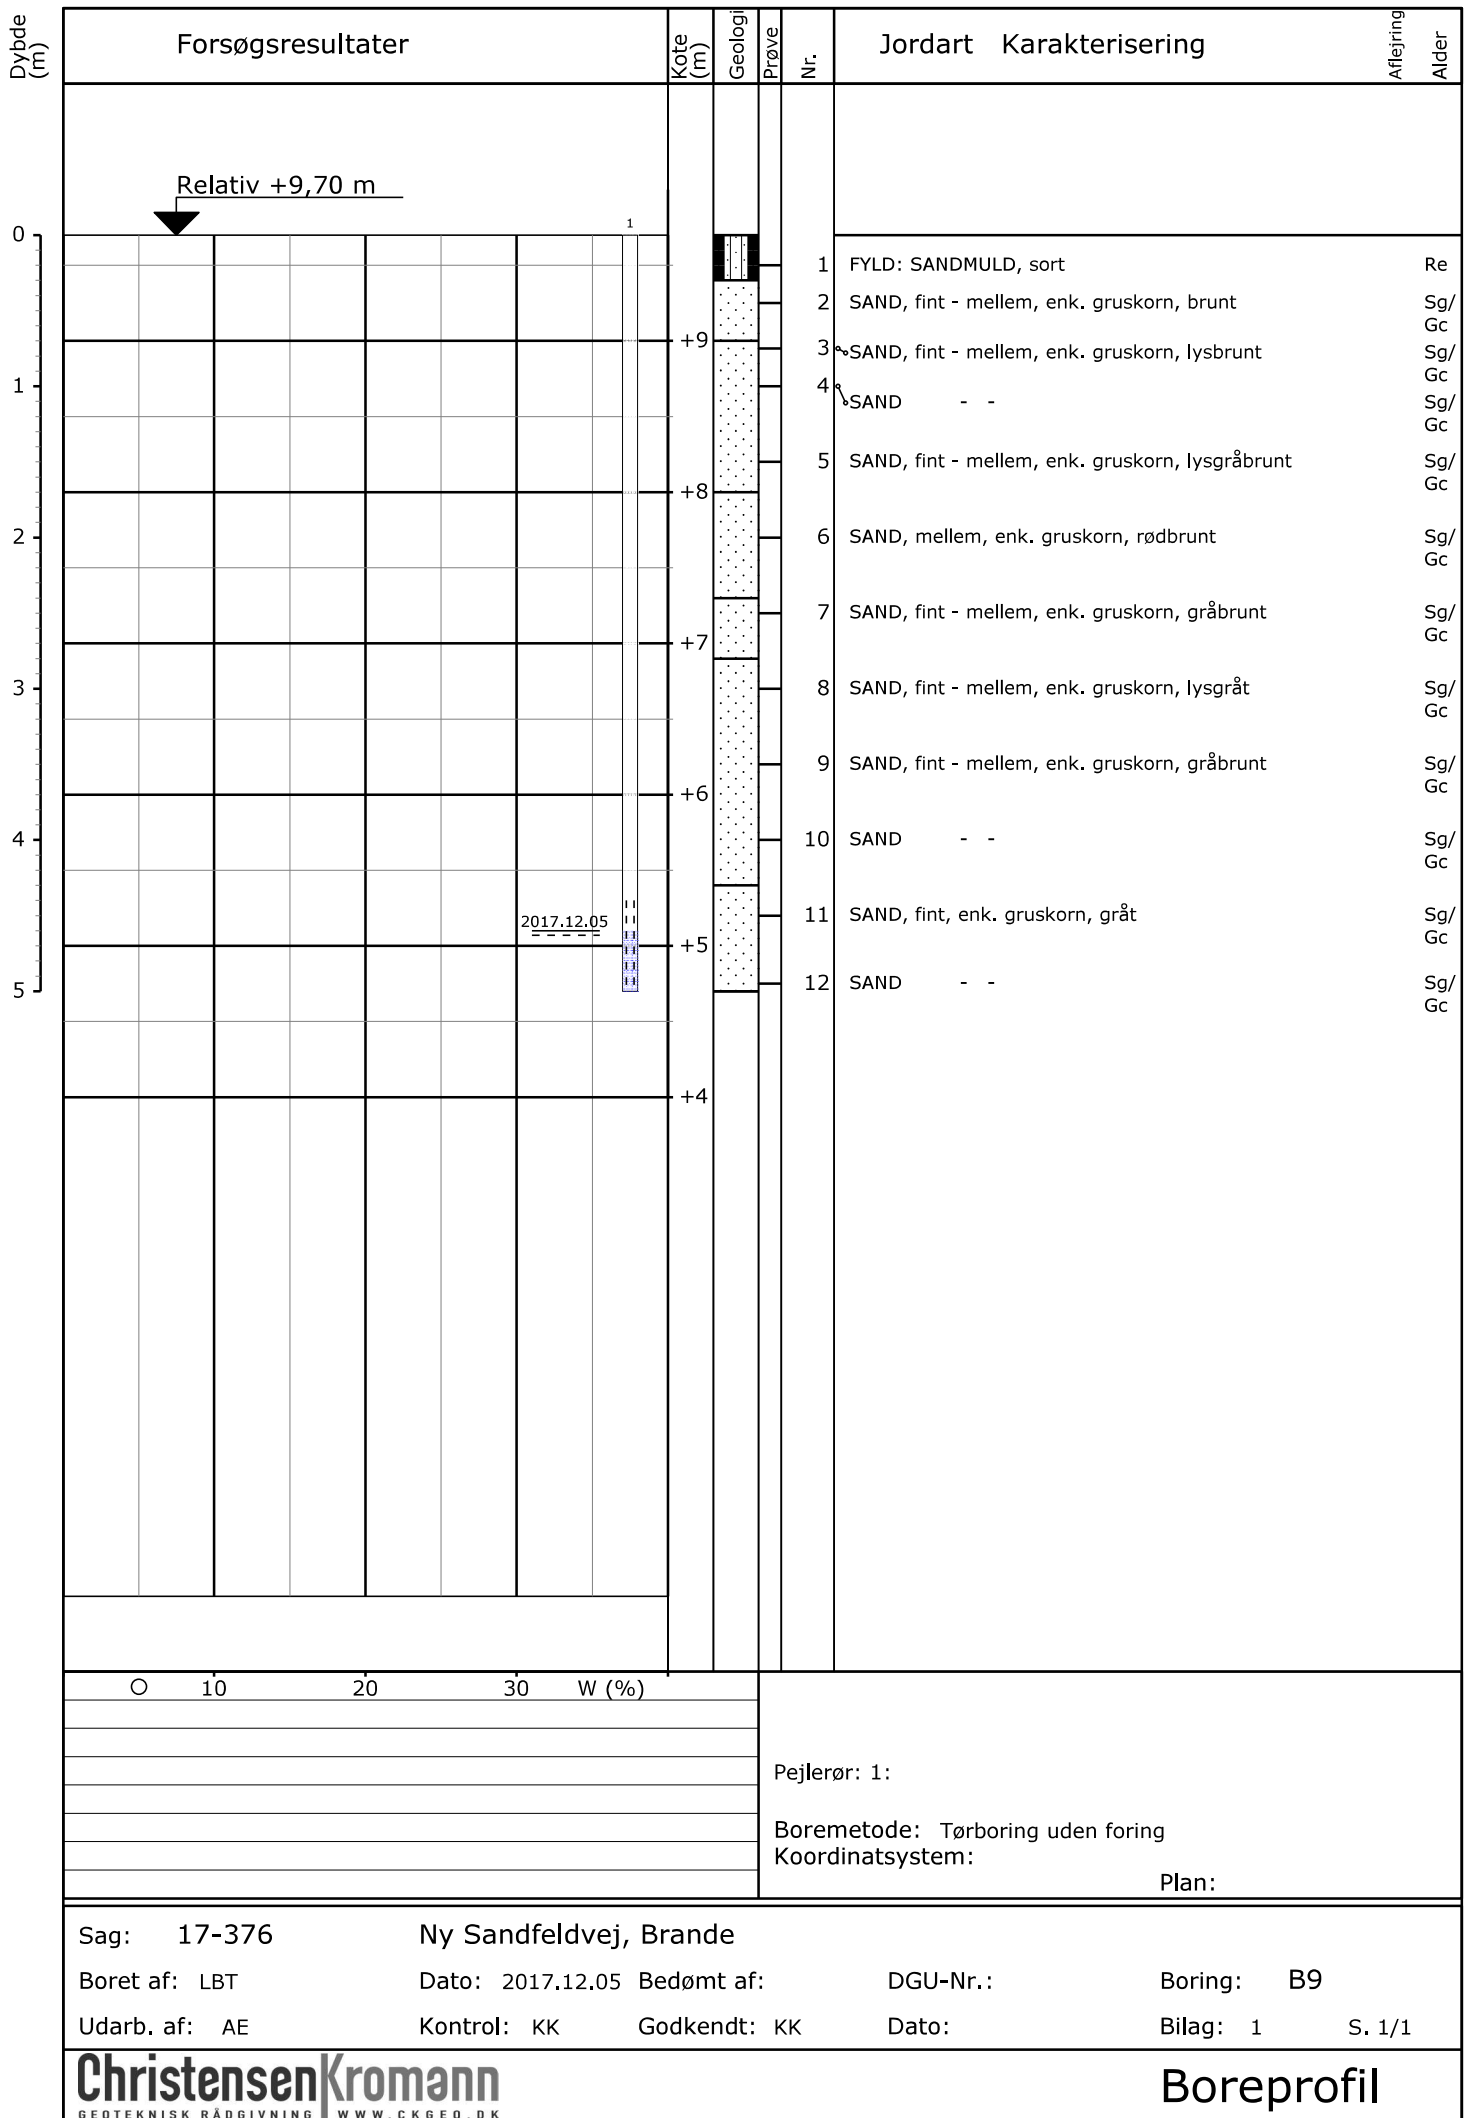 Dybde (m)
Forsøgsresultater
Kote (m)
Geologi
Prøve
Nr.
Jordart Karakterisering
Aflejring
Alder
Relativ +9,70 m
1
0
1 FYLD: SANDMULD, sort Re
2 SAND, fint - mellem, enk. gruskorn, brunt Sg/
Gc
+9
3 SAND, fint - mellem, enk. gruskorn, lysbrunt Sg/
Gc
1
4 SAND - - Sg/
Gc
5 SAND, fint - mellem, enk. gruskorn, lysgråbrunt Sg/
Gc
+8
2
6 SAND, mellem, enk. gruskorn, rødbrunt Sg/
Gc
7 SAND, fint - mellem, enk. gruskorn, gråbrunt Sg/
Gc
+7
3
8 SAND, fint - mellem, enk. gruskorn, lysgråt Sg/
Gc
9 SAND, fint - mellem, enk. gruskorn, gråbrunt Sg/
Gc
+6
4
10 SAND - - Sg/
Gc
2017.12.05
11 SAND, fint, enk. gruskorn, gråt Sg/
Gc
+5
5
12 SAND - - Sg/
Gc
+4
10 20 30 W (%)
Pejlerør: 1:
Boremetode: Tørboring uden foring
Koordinatsystem:
Plan:
Sag: 17-376 Ny Sandfeldvej, Brande
Boret af: LBT Dato: 2017.12.05 Bedømt af: DGU-Nr.: Boring: B9
Udarb. af: AE Kontrol: KK Godkendt: KK Dato: Bilag: 1 S. 1/1
ChristensenKromann
GEOTEKNISK RÅDGIVNING WWW.CKGEO.DK
Boreprofil